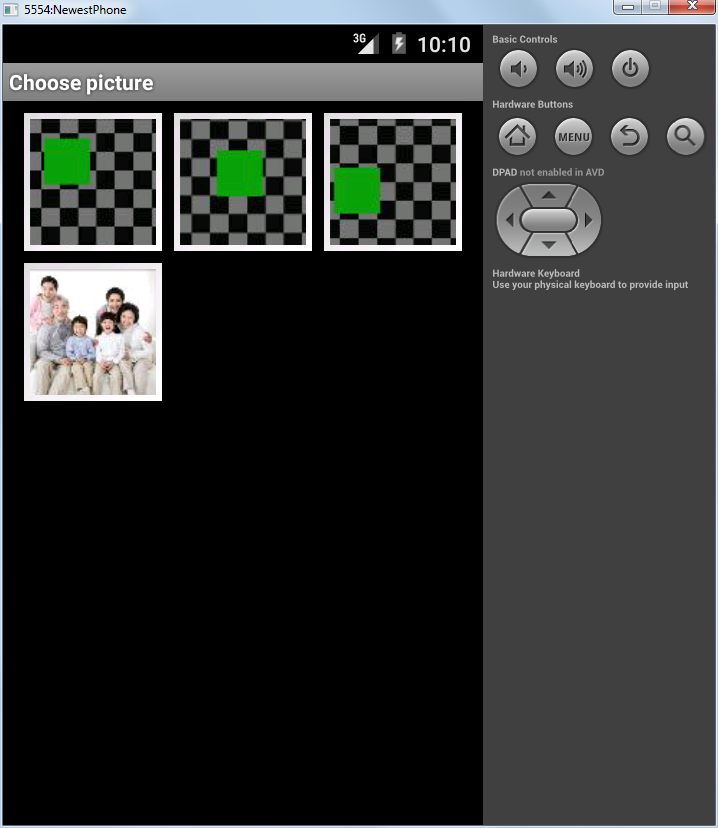 5554:NewestPhone
3G
10:10
Choose picture
Basic Controls
Hardware Buttons
MENU
DPAD not enabled in AVD
Hardware Keyboard
Use your physical keyboard to provide input